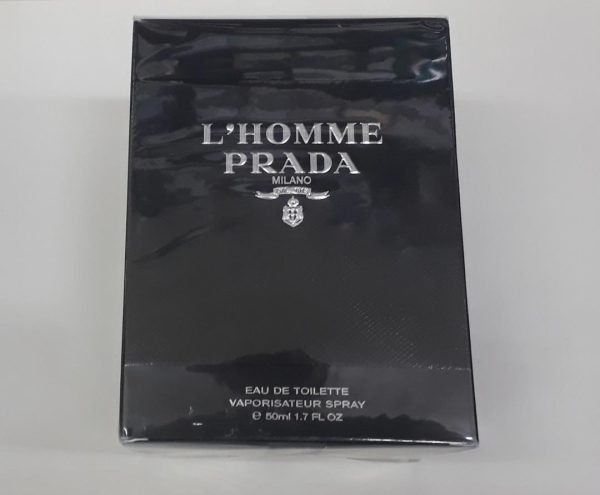 L'HOMME
PRADA
MILANO
EAU DE TOILETTE
VAPORISATEUR SPRAY
℮ 50ml 1.7 FL OZ